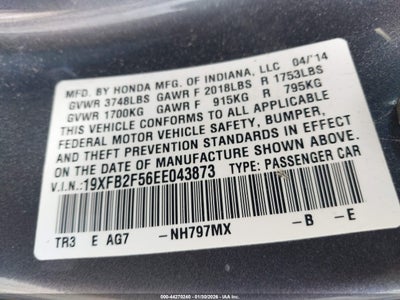 MFD. BY HONDA MFG. OF INDIANA, LLC 04/14
GVWR 3748LBS GAWR F 2018LBS R 1753LBS
GVWR 1700KG GAWR F 915KG R 795KG
THIS VEHICLE CONFORMS TO ALL APPLICABLE
FEDERAL MOTOR VEHICLE SAFETY, BUMPER,
AND THEFT PREVENTION STANDARDS IN EFFECT
ON THE DATE OF MANUFACTURE SHOWN ABOVE.
V.I.N.: 19XFB2F56EE043873 TYPE: PASSENGER CAR
TR3 E AG7 -NH797MX -B -E
000-44270240 - 01/10/2026 - IAA, Inc.